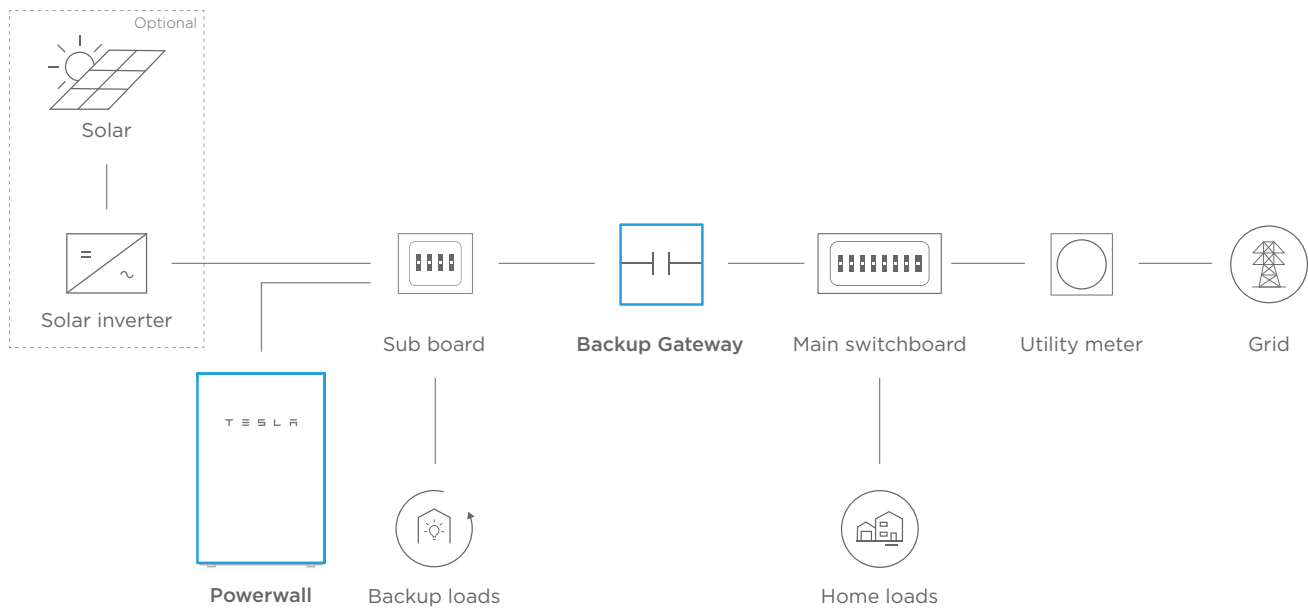 Optional
Solar
Solar inverter
Sub board
Backup Gateway
Main switchboard
Utility meter
Grid
TESLA
Powerwall
Backup loads
Home loads